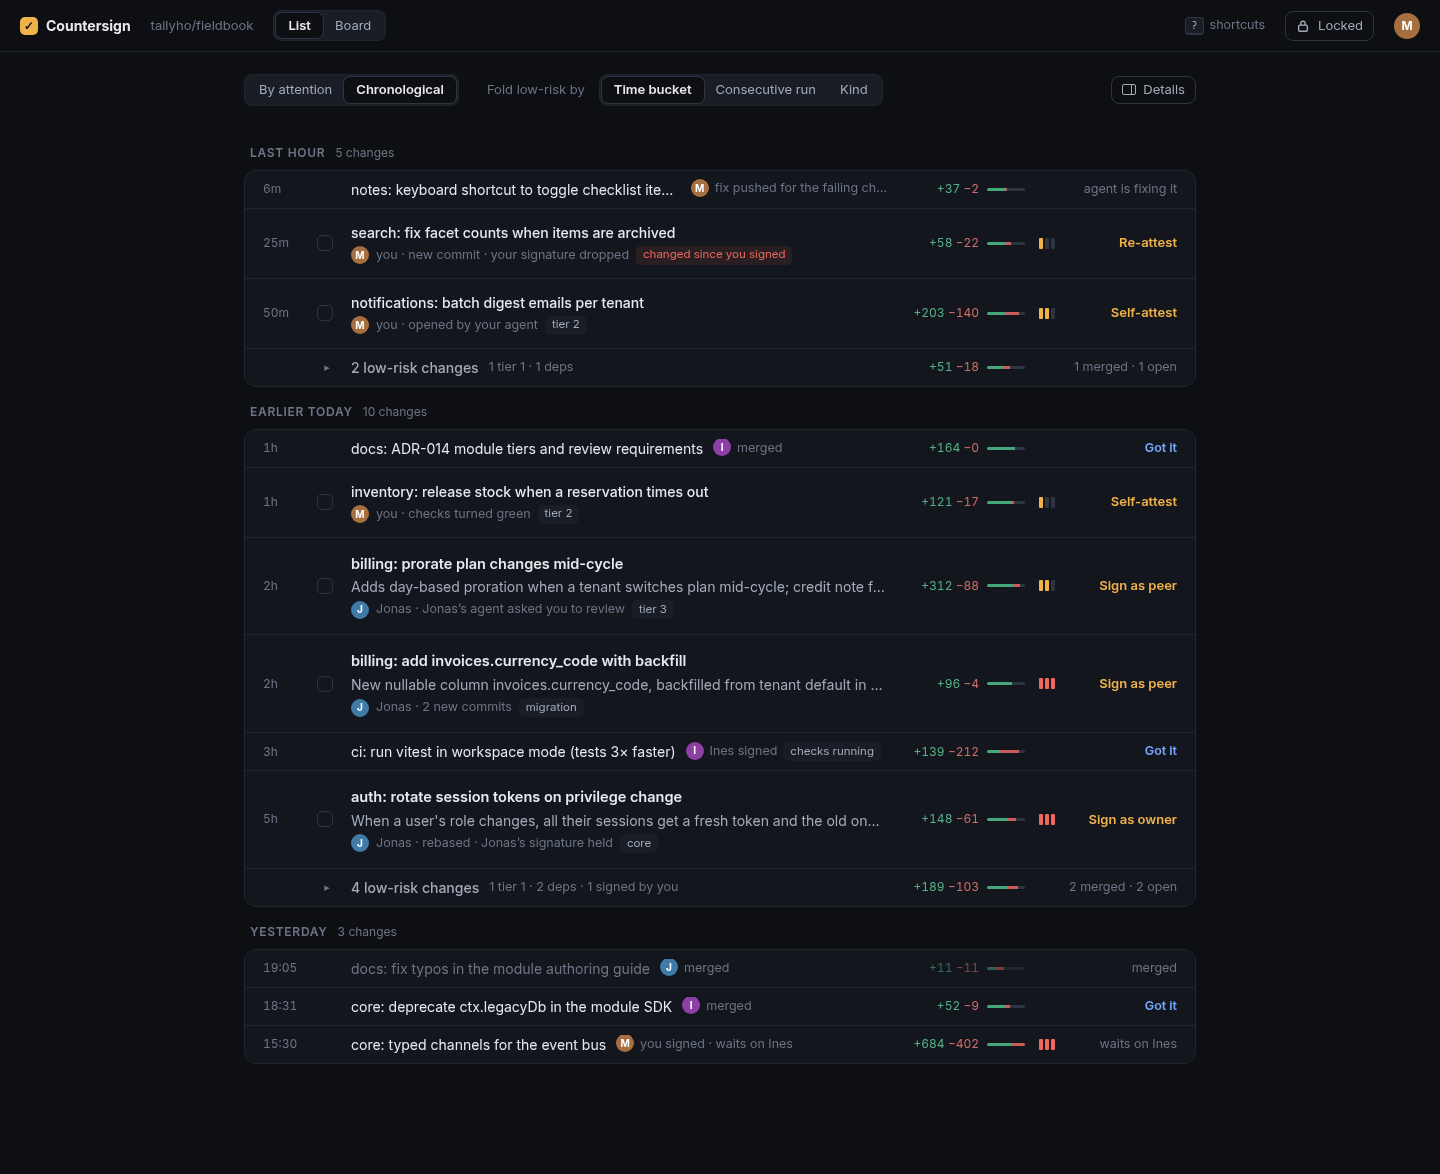 ✓ Countersign tallyho/fieldbook List Board ? shortcuts Locked M
By attention Chronological Fold low-risk by Time bucket Consecutive run Kind Details
LAST HOUR 5 changes
6m notes: keyboard shortcut to toggle checklist ite... M fix pushed for the failing ch... +37 −2 agent is fixing it
25m search: fix facet counts when items are archived +58 −22 Re-attest
M you · new commit · your signature dropped changed since you signed
50m notifications: batch digest emails per tenant +203 −140 Self-attest
M you · opened by your agent tier 2
▸ 2 low-risk changes 1 tier 1 · 1 deps +51 −18 1 merged · 1 open
EARLIER TODAY 10 changes
1h docs: ADR-014 module tiers and review requirements I merged +164 −0 Got it
1h inventory: release stock when a reservation times out +121 −17 Self-attest
M you · checks turned green tier 2
billing: prorate plan changes mid-cycle
2h Adds day-based proration when a tenant switches plan mid-cycle; credit note f... +312 −88 Sign as peer
J Jonas · Jonas’s agent asked you to review tier 3
billing: add invoices.currency_code with backfill
2h New nullable column invoices.currency_code, backfilled from tenant default in ... +96 −4 Sign as peer
J Jonas · 2 new commits migration
3h ci: run vitest in workspace mode (tests 3× faster) I Ines signed checks running +139 −212 Got it
auth: rotate session tokens on privilege change
5h When a user's role changes, all their sessions get a fresh token and the old on... +148 −61 Sign as owner
J Jonas · rebased · Jonas’s signature held core
▸ 4 low-risk changes 1 tier 1 · 2 deps · 1 signed by you +189 −103 2 merged · 2 open
YESTERDAY 3 changes
19:05 docs: fix typos in the module authoring guide J merged +11 −11 merged
18:31 core: deprecate ctx.legacyDb in the module SDK I merged +52 −9 Got it
15:30 core: typed channels for the event bus M you signed · waits on Ines +684 −402 waits on Ines